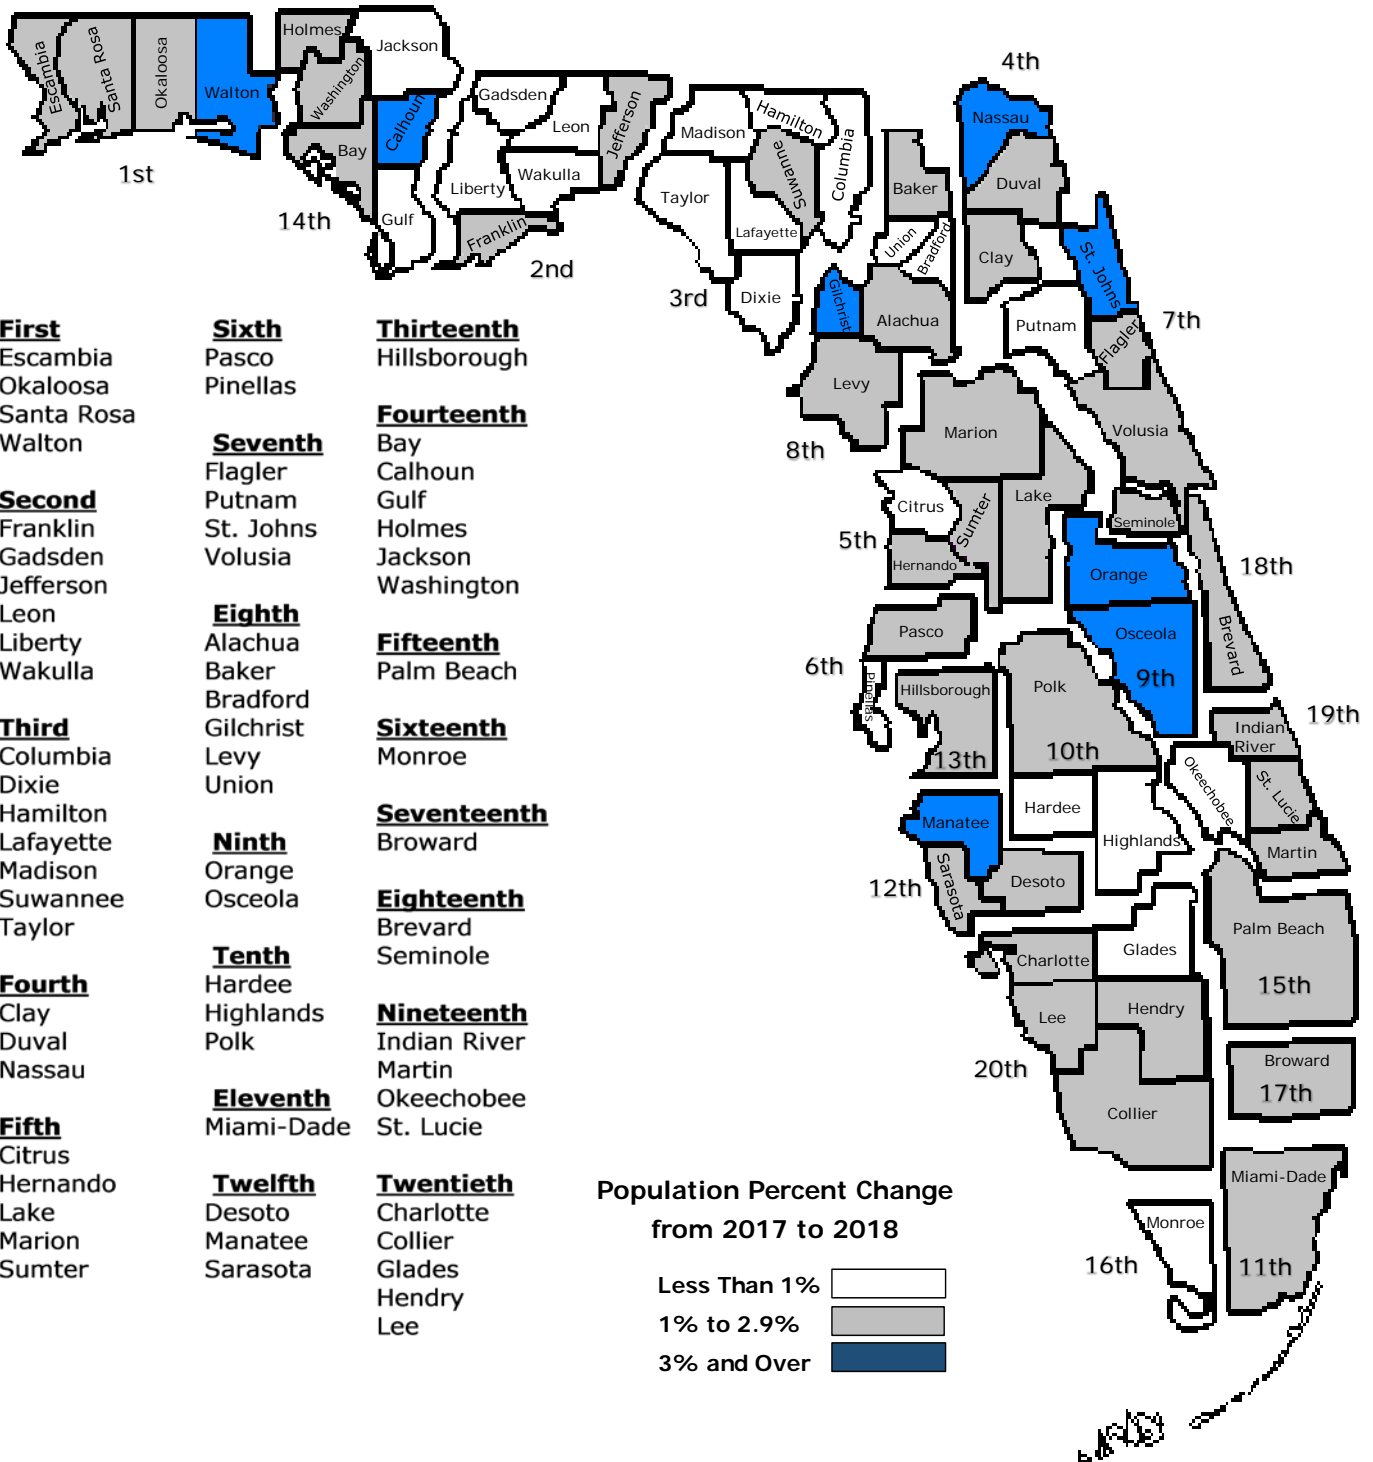 Escambia
Santa Rosa
Okaloosa
Walton
1st
Holmes
Jackson
Washington
Calhoun
Bay
Gulf
14th
Gadsden
Leon
Jefferson
Liberty
Wakulla
Franklin
2nd
Madison
Hamilton
Columbia
Suwanne
Taylor
Lafayette
Dixie
3rd
4th
Nassau
Duval
Clay
Baker
Union
Bradford
Gilchrist
Alachua
Levy
8th
St. Johns
Putnam
Flagler
7th
Volusia
Marion
Citrus
Sumter
Lake
Hernando
5th
Seminole
18th
Brevard
Orange
Osceola
9th
Pasco
Pinellas
6th
Hillsborough
13th
Polk
10th
Hardee
Highlands
19th
Indian
River
Okeechobee
St. Lucie
Martin
Manatee
Sarasota
Desoto
12th
Charlotte
Glades
Lee
Hendry
Collier
20th
Palm Beach
15th
Broward
17th
Miami-Dade
11th
Monroe
16th
First
Escambia
Okaloosa
Santa Rosa
Walton
Second
Franklin
Gadsden
Jefferson
Leon
Liberty
Wakulla
Third
Columbia
Dixie
Hamilton
Lafayette
Madison
Suwannee
Taylor
Fourth
Clay
Duval
Nassau
Fifth
Citrus
Hernando
Lake
Marion
Sumter
Sixth
Pasco
Pinellas
Seventh
Flagler
Putnam
St. Johns
Volusia
Eighth
Alachua
Baker
Bradford
Gilchrist
Levy
Union
Ninth
Orange
Osceola
Tenth
Hardee
Highlands
Polk
Eleventh
Miami-Dade
Twelfth
Desoto
Manatee
Sarasota
Thirteenth
Hillsborough
Fourteenth
Bay
Calhoun
Gulf
Holmes
Jackson
Washington
Fifteenth
Palm Beach
Sixteenth
Monroe
Seventeenth
Broward
Eighteenth
Brevard
Seminole
Nineteenth
Indian River
Martin
Okeechobee
St. Lucie
Twentieth
Charlotte
Collier
Glades
Hendry
Lee
Population Percent Change
from 2017 to 2018
Less Than 1%
1% to 2.9%
3% and Over